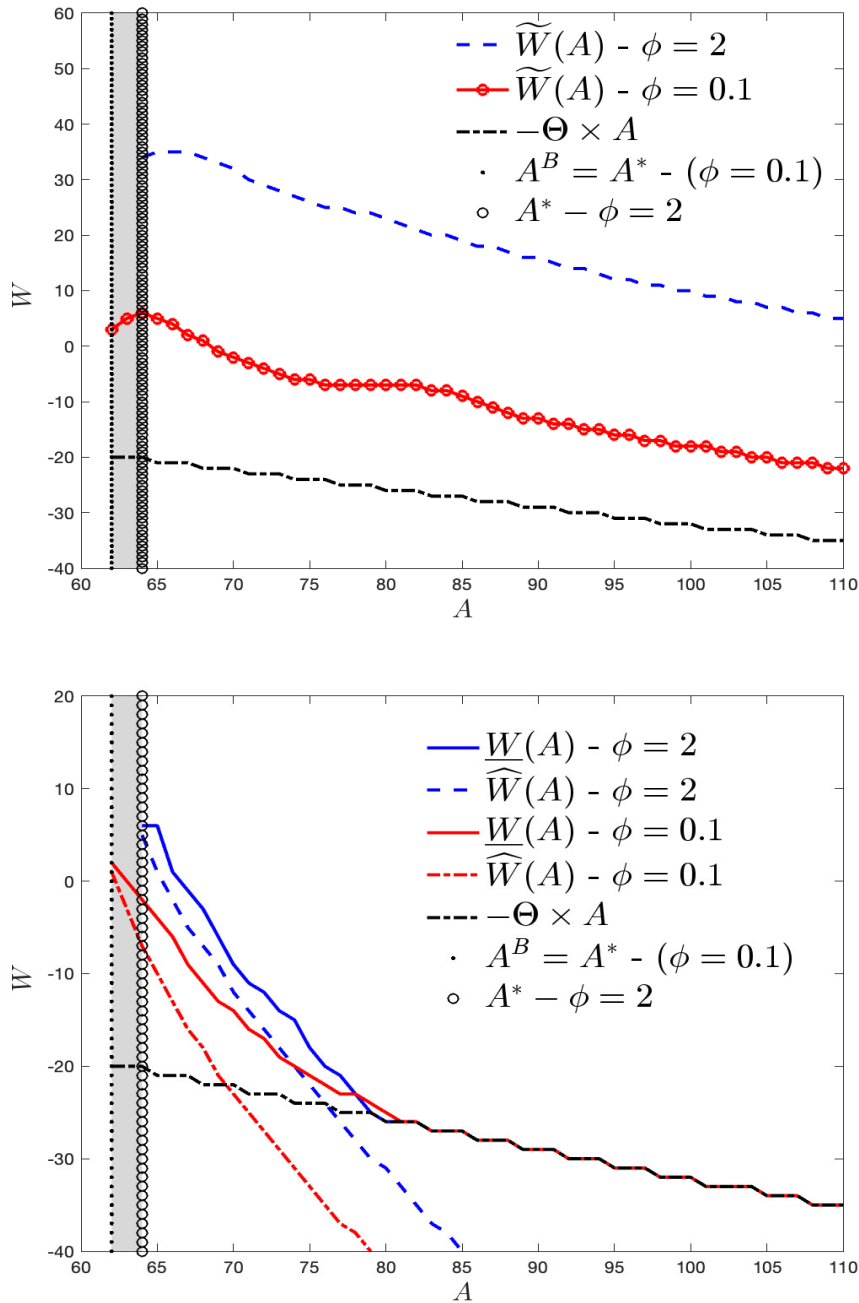 60
50
40
30
20
10
0
-10
-20
-30
-40
W
W̃(A) - ϕ = 2
W̃(A) - ϕ = 0.1
−Θ × A
A^B = A^* - (ϕ = 0.1)
A^* − ϕ = 2
60 65 70 75 80 85 90 95 100 105 110
A
20
10
0
-10
-20
-30
-40
W
W̲(A) - ϕ = 2
Ŵ(A) - ϕ = 2
W̲(A) - ϕ = 0.1
Ŵ(A) - ϕ = 0.1
−Θ × A
A^B = A^* - (ϕ = 0.1)
A^* − ϕ = 2
60 65 70 75 80 85 90 95 100 105 110
A